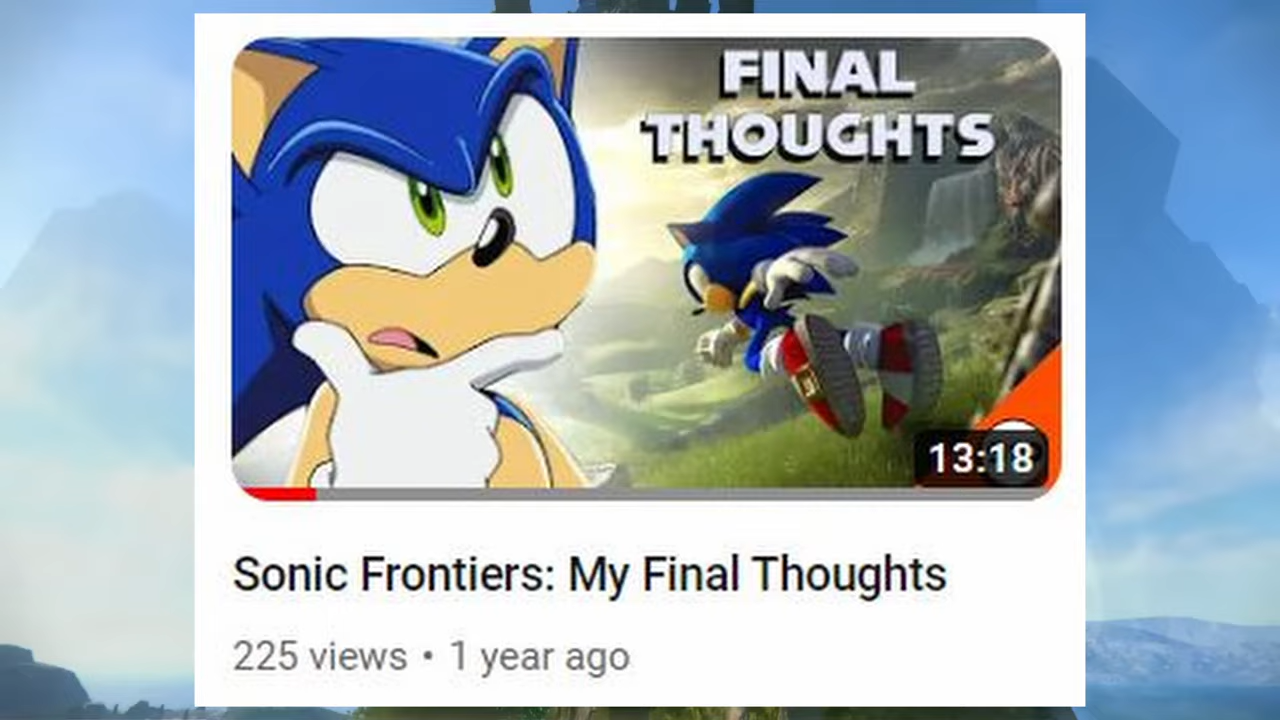 FINAL
THOUGHTS
13:18
Sonic Frontiers: My Final Thoughts
225 views • 1 year ago